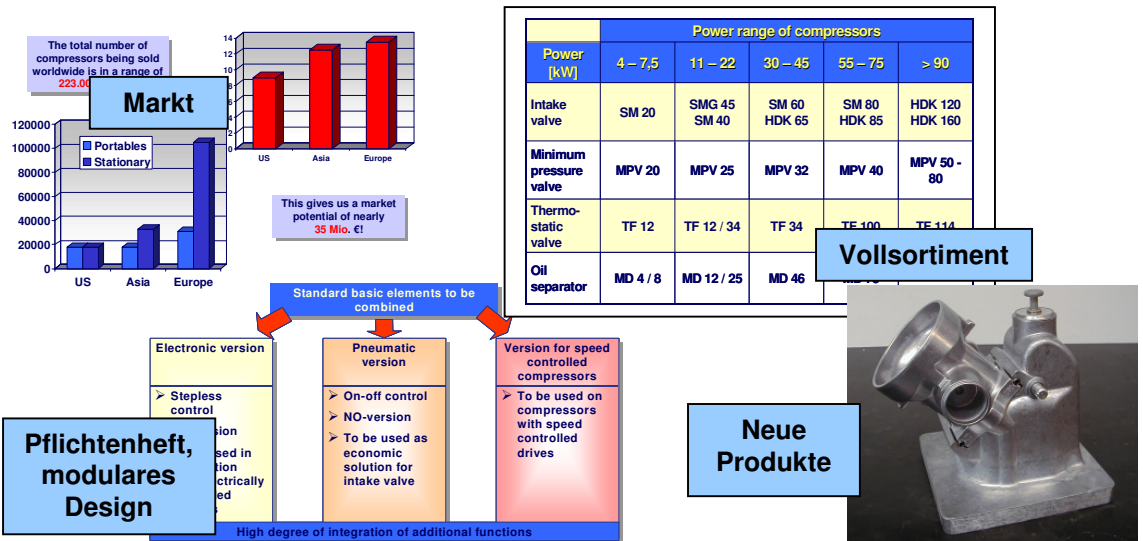 The total number of
compressors being sold
worldwide is in a range of
Markt
14
12
10
8
6
4
2
0
US Asia Europe
120000
100000
80000
60000
40000
20000
0
Portables
Stationary
US Asia Europe
This gives us a market
potential of nearly
35 Mio. €!
Power range of compressors
Power [kW] 4 – 7,5 11 – 22 30 – 45 55 – 75 > 90
Intake valve SM 20 SMG 45 SM 40 SM 60 HDK 65 SM 80 HDK 85 HDK 120 HDK 160
Minimum pressure valve MPV 20 MPV 25 MPV 32 MPV 40 MPV 50 - 80
Thermo-static valve TF 12 TF 12 / 34 TF 34 TF 100 TF 114
Oil separator MD 4 / 8 MD 12 / 25 MD 46
Vollsortiment
Standard basic elements to be
combined
Electronic version
Stepless
control
Pneumatic
version
On-off control
NO-version
To be used as
economic
solution for
intake valve
Version for speed
controlled
compressors
To be used on
compressors
with speed
controlled
drives
High degree of integration of additional functions
Pflichtenheft,
modulares
Design
Neue
Produkte